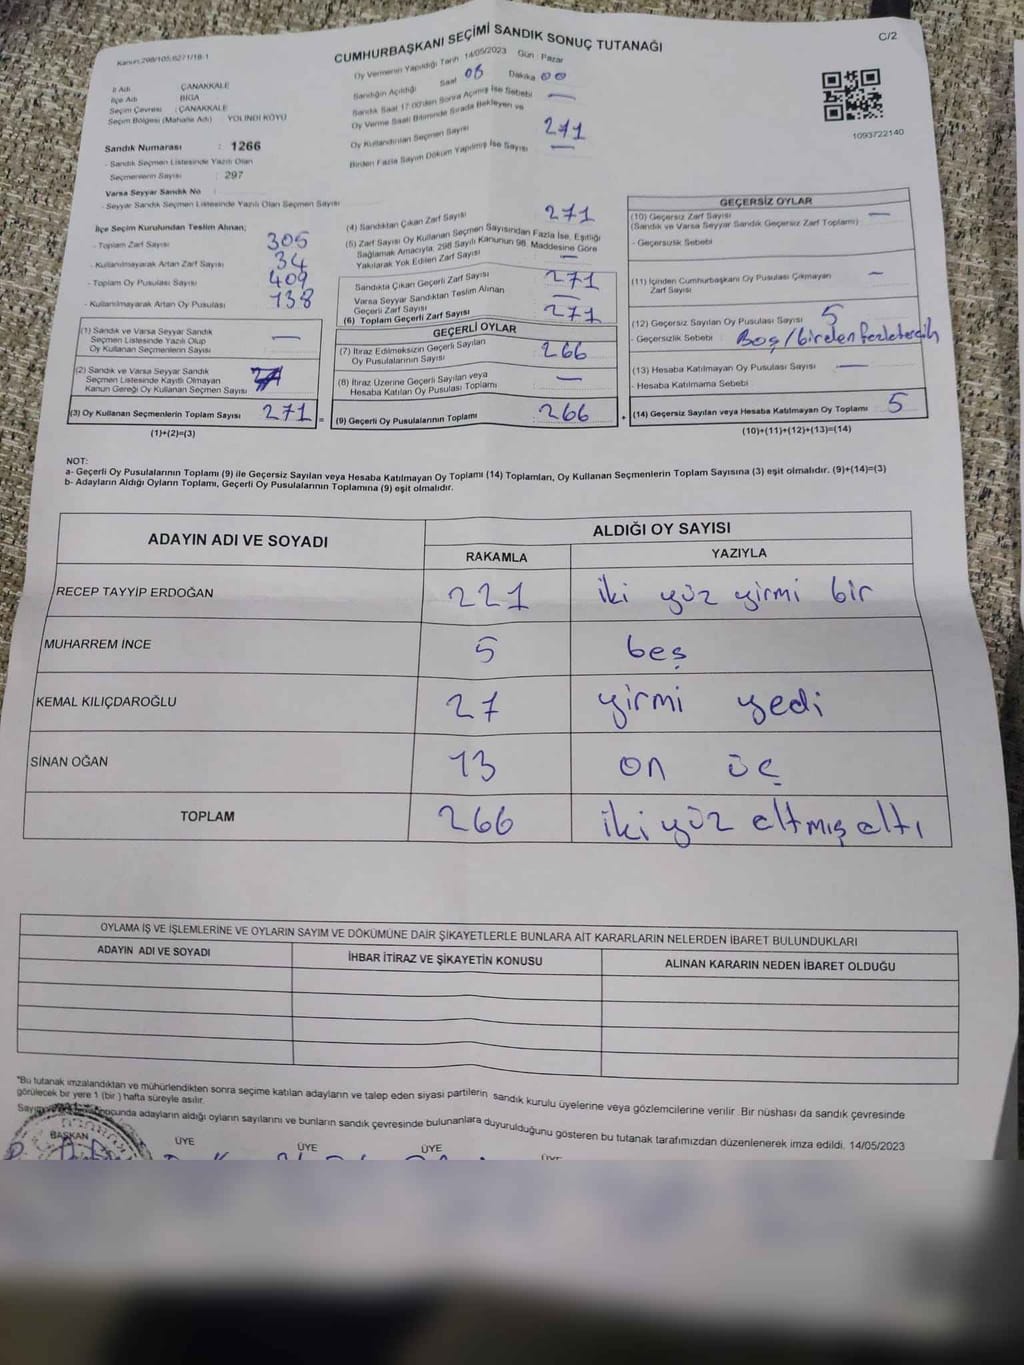 Kanun:298/105,6271/18-1
CUMHURBAŞKANI SEÇİMİ SANDIK SONUÇ TUTANAĞI
C/2
İl Adı : ÇANAKKALE
İlçe Adı : BİGA
Seçim Çevresi : ÇANAKKALE
Seçim Bölgesi (Mahalle Adı) YOLİNDİ KÖYÜ
Sandık Numarası : 1266
- Sandık Seçmen Listesinde Yazılı Olan
Seçmenlerin Sayısı : 297
Varsa Seyyar Sandık No
- Seyyar Sandık Seçmen Listesinde Yazılı Olan Seçmen Sayısı :
Oy Vermenin Yapıldığı Tarih 14/05/2023 Gün : Pazar
Sandığın Açıldığı Saat 08 Dakika 00
Sandık Saat 17:00'den Sonra Açılmış İse Sebebi —
Oy Verme Saati Bitiminde Sırada Bekleyen ve
Oy Kullandırılan Seçmen Sayısı 271
Birden Fazla Sayım Döküm Yapılmış İse Sayısı —
1093722140
İlçe Seçim Kurulundan Teslim Alınan;
- Toplam Zarf Sayısı 305
- Kullanılmayarak Artan Zarf Sayısı : 34
- Toplam Oy Pusulası Sayısı : 409
- Kullanılmayarak Artan Oy Pusulası : 138
(1) Sandık ve Varsa Seyyar Sandık
Seçmen Listesinde Yazılı Olup
Oy Kullanan Seçmenlerin Sayısı —
(2) Sandık ve Varsa Seyyar Sandık
Seçmen Listesinde Kayıtlı Olmayan
Kanun Gereği Oy Kullanan Seçmen Sayısı
(3) Oy Kullanan Seçmenlerin Toplam Sayısı 271 =
(1)+(2)=(3)
(4) Sandıktan Çıkan Zarf Sayısı 271
(5) Zarf Sayısı Oy Kullanan Seçmen Sayısından Fazla İse, Eşitliği
Sağlamak Amacıyla, 298 Sayılı Kanunun 98. Maddesine Göre
Yakılarak Yok Edilen Zarf Sayısı —
Sandıkta Çıkan Geçerli Zarf Sayısı 271
Varsa Seyyar Sandıktan Teslim Alınan
Geçerli Zarf Sayısı —
(6) Toplam Geçerli Zarf Sayısı 271
GEÇERLİ OYLAR
(7) İtiraz Edilmeksizin Geçerli Sayılan
Oy Pusulalarının Sayısı 266
(8) İtiraz Üzerine Geçerli Sayılan veya
Hesaba Katılan Oy Pusulası Toplamı —
(9) Geçerli Oy Pusulalarının Toplamı 266 +
GEÇERSİZ OYLAR
(10) Geçersiz Zarf Sayısı —
(Sandık ve Varsa Seyyar Sandık Geçersiz Zarf Toplamı)
- Geçersizlik Sebebi
(11) İçinden Cumhurbaşkanı Oy Pusulası Çıkmayan
Zarf Sayısı —
(12) Geçersiz Sayılan Oy Pusulası Sayısı 5
- Geçersizlik Sebebi : Boş/birden fazla tercih
(13) Hesaba Katılmayan Oy Pusulası Sayısı —
- Hesaba Katılmama Sebebi
(14) Geçersiz Sayılan veya Hesaba Katılmayan Oy Toplamı 5
(10)+(11)+(12)+(13)=(14)
NOT:
a- Geçerli Oy Pusulalarının Toplamı (9) ile Geçersiz Sayılan veya Hesaba Katılmayan Oy Toplamı (14) Toplamları, Oy Kullanan Seçmenlerin Toplam Sayısına (3) eşit olmalıdır. (9)+(14)=(3)
b- Adayların Aldığı Oyların Toplamı, Geçerli Oy Pusulalarının Toplamına (9) eşit olmalıdır.
ADAYIN ADI VE SOYADI
ALDIĞI OY SAYISI
RAKAMLA YAZIYLA
RECEP TAYYİP ERDOĞAN 221 iki yüz yirmi bir
MUHARREM İNCE 5 beş
KEMAL KILIÇDAROĞLU 27 yirmi yedi
SİNAN OĞAN 13 on üç
TOPLAM 266 iki yüz altmış altı
OYLAMA İŞ VE İŞLEMLERİNE VE OYLARIN SAYIM VE DÖKÜMÜNE DAİR ŞİKAYETLERLE BUNLARA AİT KARARLARIN NELERDEN İBARET BULUNDUKLARI
ADAYIN ADI VE SOYADI İHBAR İTİRAZ VE ŞİKAYETİN KONUSU ALINAN KARARIN NEDEN İBARET OLDUĞU
*Bu tutanak imzalandıktan ve mühürlendikten sonra seçime katılan adayların ve talep eden siyasi partilerin sandık kurulu üyelerine veya gözlemcilerine verilir. Bir nüshası da sandık çevresinde
görülecek bir yere 1 (bir ) hafta süreyle asılır.
adayların aldığı oyların sayılarını ve bunların sandık çevresinde bulunanlara duyurulduğunu gösteren bu tutanak tarafımızdan düzenlenerek imza edildi. 14/05/2023
BAŞKAN ÜYE ÜYE ÜYE ÜYE